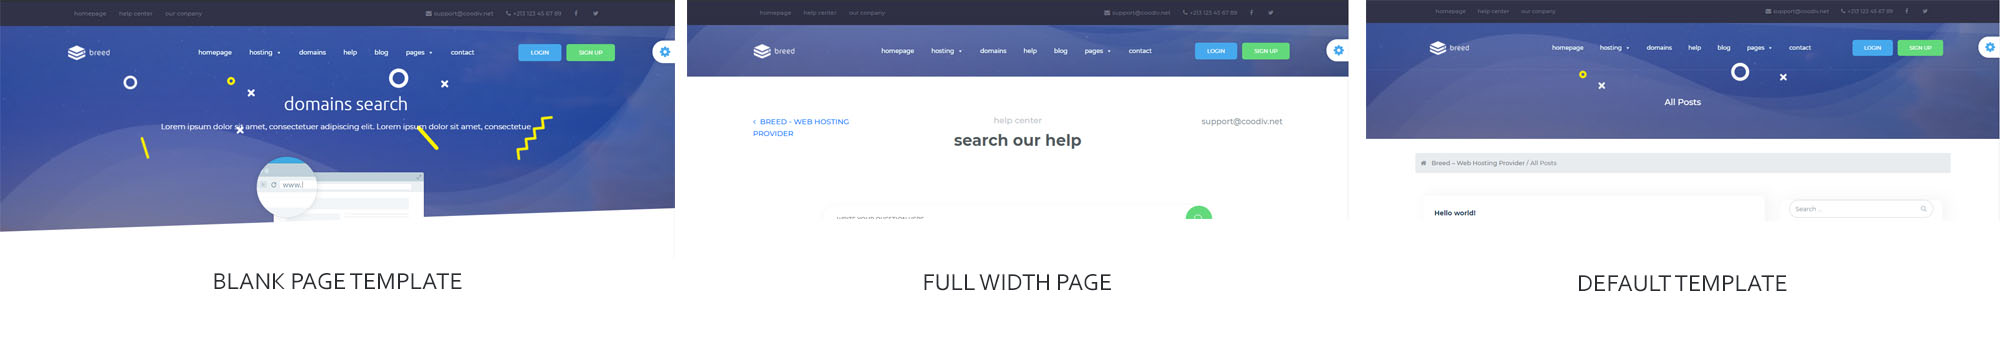 homepage help center our company support@coodiv.net +213 123 45 67 89
breed homepage hosting domains help blog pages contact LOGIN SIGN UP
domains search
Lorem ipsum dolor sit amet, consectetuer adipiscing elit. Lorem ipsum dolor sit amet, consectetue
www.l
BLANK PAGE TEMPLATE
homepage help center our company support@coodiv.net +213 123 45 67 89
breed homepage hosting domains help blog pages contact LOGIN SIGN UP
< BREED - WEB HOSTING
PROVIDER
help center
search our help
support@coodiv.net
WRITE YOUR QUESTION HERE
FULL WIDTH PAGE
homepage help center our company support@coodiv.net +213 123 45 67 89
breed homepage hosting domains help blog pages contact LOGIN SIGN UP
All Posts
Breed – Web Hosting Provider / All Posts
Hello world!
Search ...
DEFAULT TEMPLATE